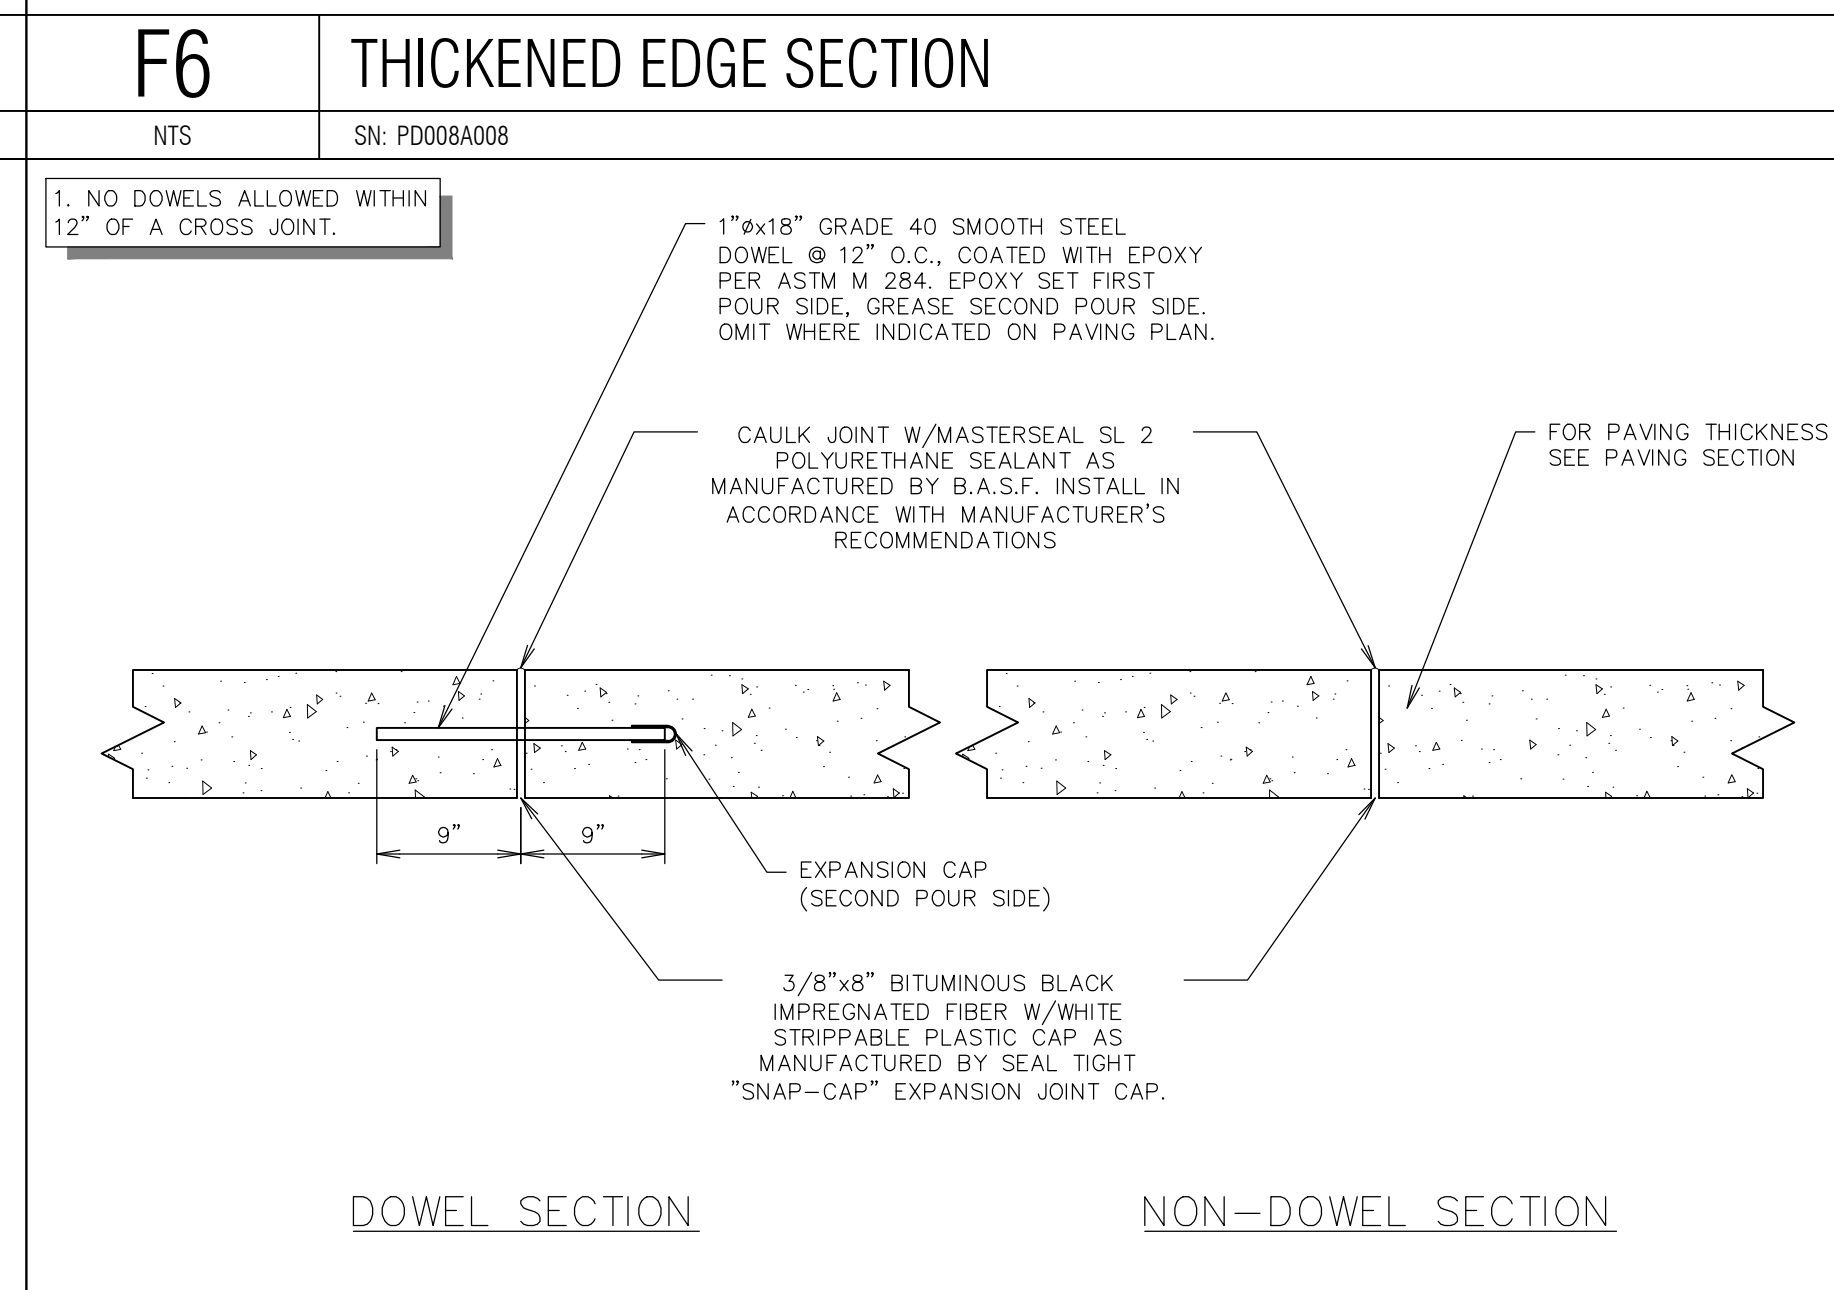 F6
THICKENED EDGE SECTION
NTS
SN: PD008A008
1. NO DOWELS ALLOWED WITHIN
12" OF A CROSS JOINT.
1"øx18" GRADE 40 SMOOTH STEEL
DOWEL @ 12" O.C., COATED WITH EPOXY
PER ASTM M 284. EPOXY SET FIRST
POUR SIDE, GREASE SECOND POUR SIDE.
OMIT WHERE INDICATED ON PAVING PLAN.
CAULK JOINT W/MASTERSEAL SL 2
POLYURETHANE SEALANT AS
MANUFACTURED BY B.A.S.F. INSTALL IN
ACCORDANCE WITH MANUFACTURER'S
RECOMMENDATIONS
FOR PAVING THICKNESS
SEE PAVING SECTION
9"
9"
EXPANSION CAP
(SECOND POUR SIDE)
3/8"x8" BITUMINOUS BLACK
IMPREGNATED FIBER W/WHITE
STRIPPABLE PLASTIC CAP AS
MANUFACTURED BY SEAL TIGHT
"SNAP-CAP" EXPANSION JOINT CAP.
DOWEL SECTION
NON-DOWEL SECTION